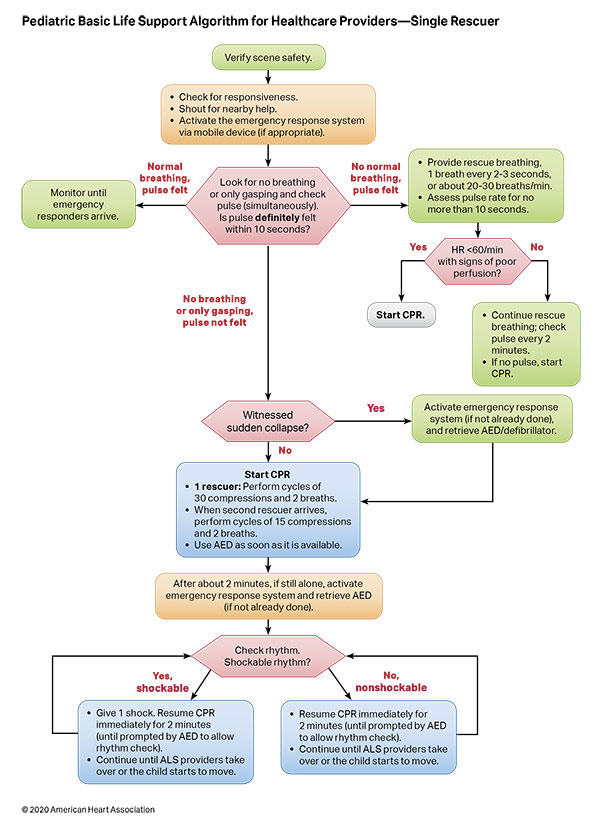 Pediatric Basic Life Support Algorithm for Healthcare Providers—Single Rescuer
Verify scene safety.
• Check for responsiveness.
• Shout for nearby help.
• Activate the emergency response system
via mobile device (if appropriate).
Normal
breathing,
pulse felt
No normal
breathing,
pulse felt
Monitor until
emergency
responders arrive.
Look for no breathing
or only gasping and check
pulse (simultaneously).
Is pulse definitely felt
within 10 seconds?
• Provide rescue breathing,
1 breath every 2-3 seconds,
or about 20-30 breaths/min.
• Assess pulse rate for no
more than 10 seconds.
Yes
HR <60/min
with signs of poor
perfusion?
No
Start CPR.
• Continue rescue
breathing; check
pulse every 2
minutes.
• If no pulse, start
CPR.
No breathing
or only gasping,
pulse not felt
Witnessed
sudden collapse?
Yes
Activate emergency response
system (if not already done),
and retrieve AED/defibrillator.
No
Start CPR
• 1 rescuer: Perform cycles of
30 compressions and 2 breaths.
• When second rescuer arrives,
perform cycles of 15 compressions
and 2 breaths.
• Use AED as soon as it is available.
After about 2 minutes, if still alone, activate
emergency response system and retrieve AED
(if not already done).
Check rhythm.
Shockable rhythm?
Yes,
shockable
No,
nonshockable
• Give 1 shock. Resume CPR
immediately for 2 minutes
(until prompted by AED to allow
rhythm check).
• Continue until ALS providers take
over or the child starts to move.
• Resume CPR immediately for
2 minutes (until prompted by AED
to allow rhythm check).
• Continue until ALS providers take
over or the child starts to move.
© 2020 American Heart Association